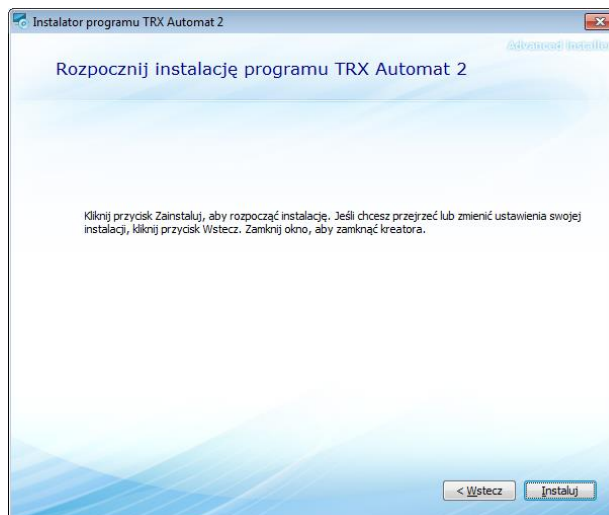 Instalator programu TRX Automat 2
Advanced Installer
Rozpocznij instalację programu TRX Automat 2
Kliknij przycisk Zainstaluj, aby rozpocząć instalację. Jeśli chcesz przejrzeć lub zmienić ustawienia swojej
instalacji, kliknij przycisk Wstecz. Zamknij okno, aby zamknąć kreatora.
< Wstecz
Instaluj